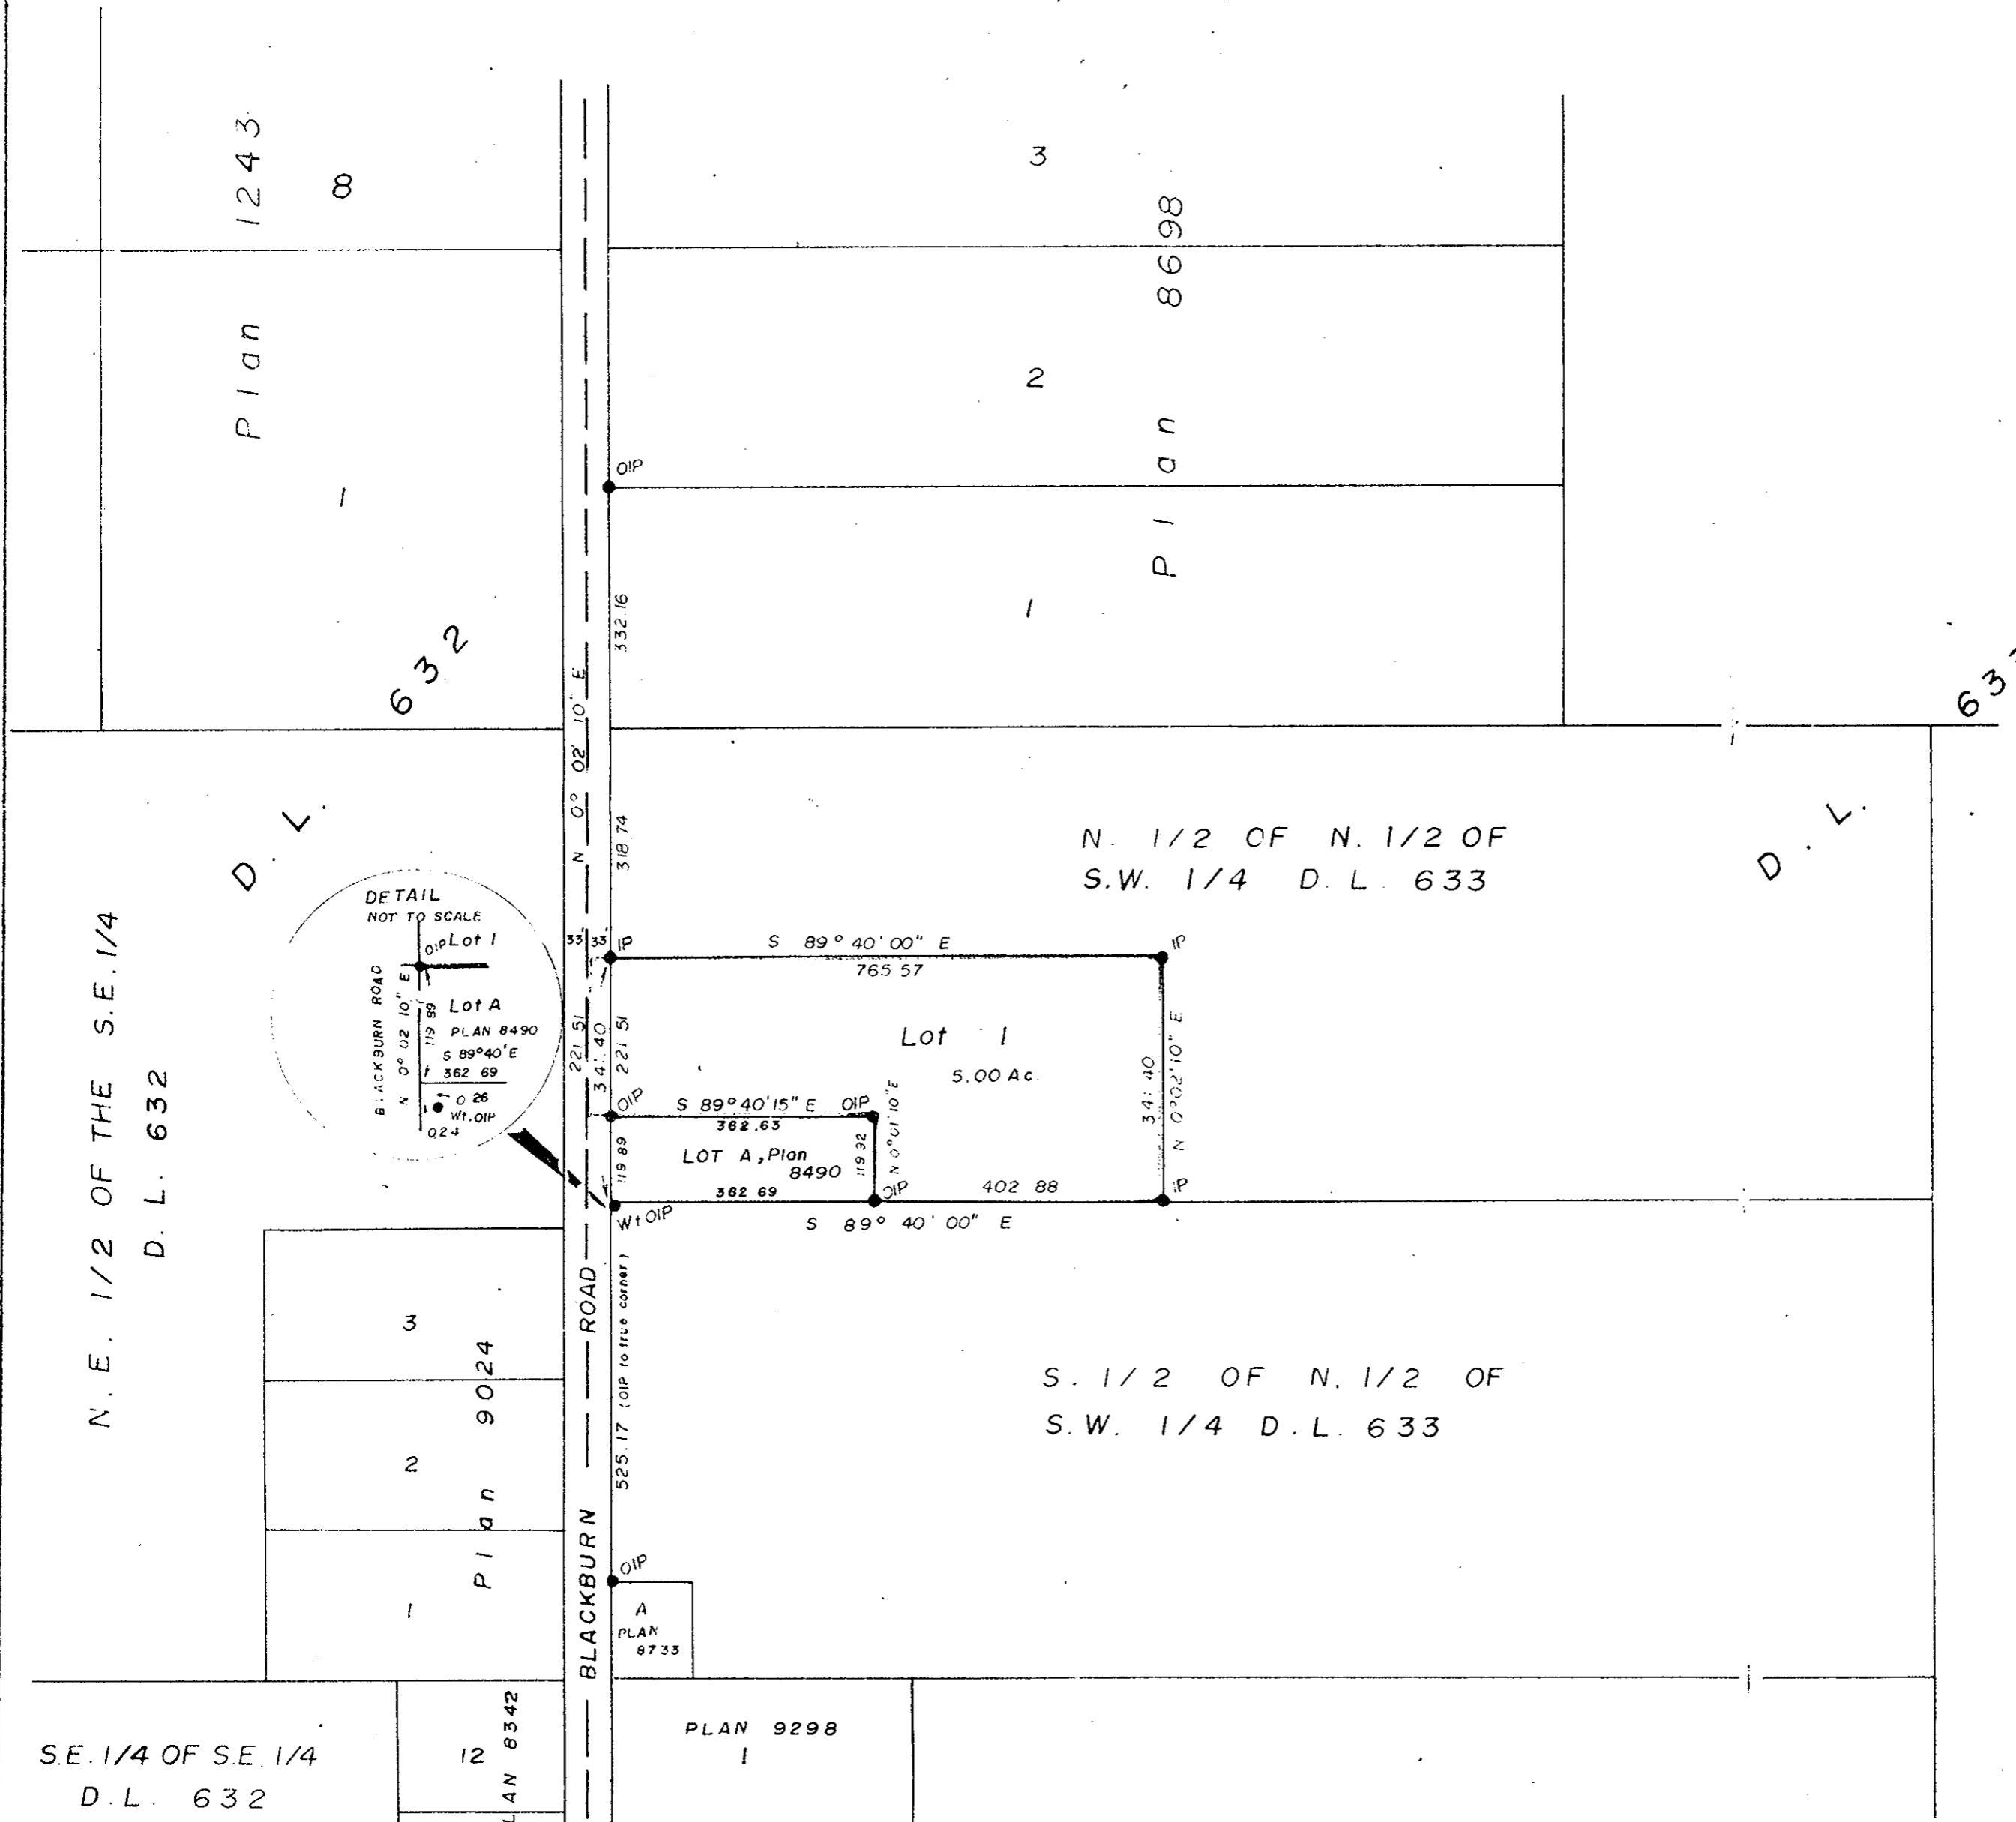 Plan 1243
8
1
3
2
1
Plan 8698
632
D. L.
OIP
332.16
N 0° 02' 10" E
318.74
N. 1/2 OF N. 1/2 OF
S.W. 1/4 D. L. 633
D. L.
DETAIL
NOT TO SCALE
OIP Lot 1
BLACKBURN ROAD
N 0° 02' 10" E
119 89
Lot A
PLAN 8490
S 89°40'E
362 69
0 26
Wt. OIP
0.24
N. E. 1/2 OF THE S.E. 1/4
D. L. 632
33' 33'
IP
S 89° 40' 00" E
765 57
IP
221 51
341.40
221 51
Lot 1
5.00 Ac.
341.40
N 0°02'10" E
OIP
S 89°40'15" E
OIP
362.63
N 0°01'10" E
119 89
LOT A, Plan
8490
119 92
362 69
OIP
402 88
IP
Wt OIP
S 89° 40' 00" E
525.17 (OIP to true corner)
BLACKBURN ROAD
3
2
1
Plan 9024
S. 1/2 OF N. 1/2 OF
S.W. 1/4 D.L. 633
OIP
A
PLAN
8733
S.E. 1/4 OF S.E. 1/4
D.L. 632
12
LAN 8342
PLAN 9298
1